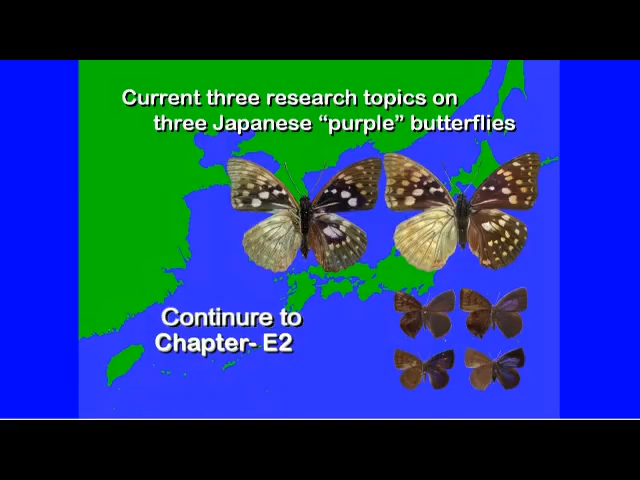 Current three research topics on
three Japanese “purple” butterflies
Continure to
Chapter- E2